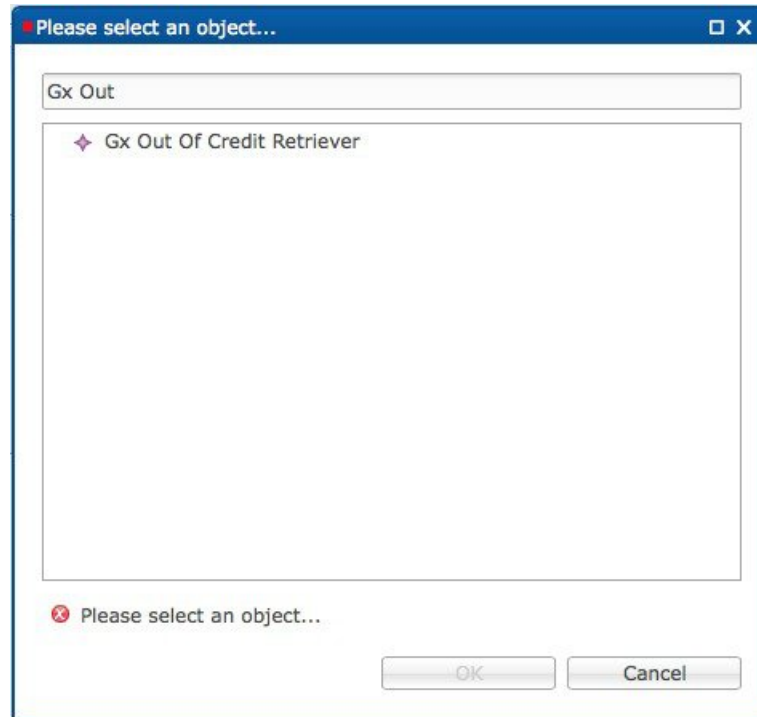 Please select an object...
Gx Out
Gx Out Of Credit Retriever
Please select an object...
OK
Cancel